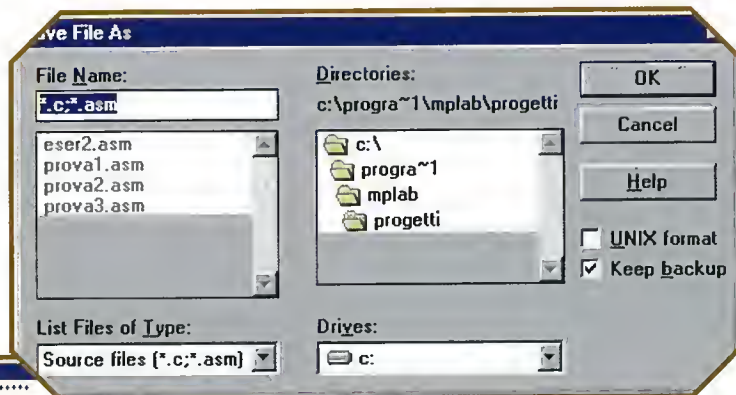 ve File As
File Name:
*.c;*.asm
eser2.asm
prova1.asm
prova2.asm
prova3.asm
List Files of Type:
Source files (*.c;*.asm)
Directories:
c:\progra~1\mplab\progetti
c:\
progra~1
mplab
progetti
Drives:
c:
OK
Cancel
Help
UNIX format
Keep backup